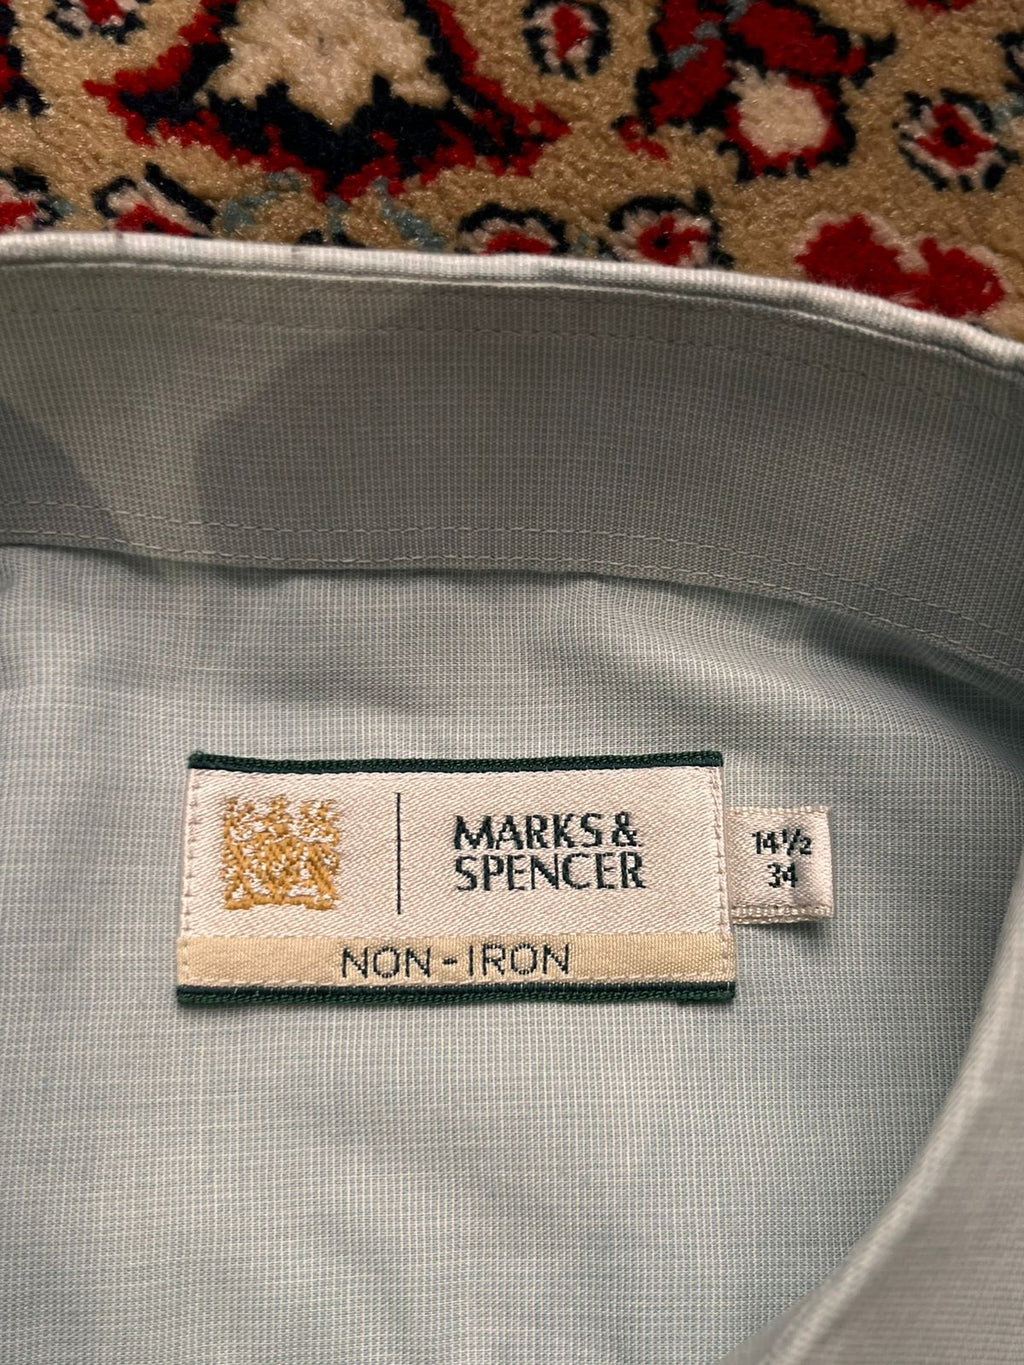 MARKS &
SPENCER
NON-IRON
14½
34